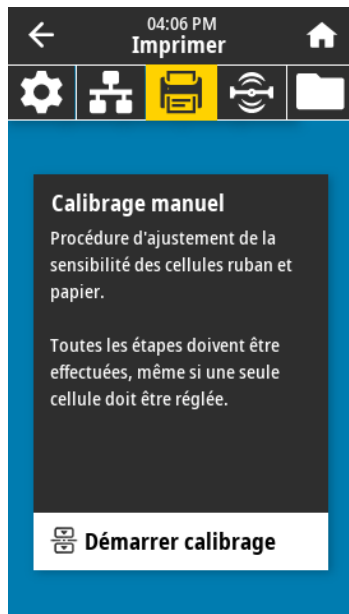 04:06 PM
Imprimer
Calibrage manuel
Procédure d'ajustement de la
sensibilité des cellules ruban et
papier.
Toutes les étapes doivent être
effectuées, même si une seule
cellule doit être réglée.
Démarrer calibrage